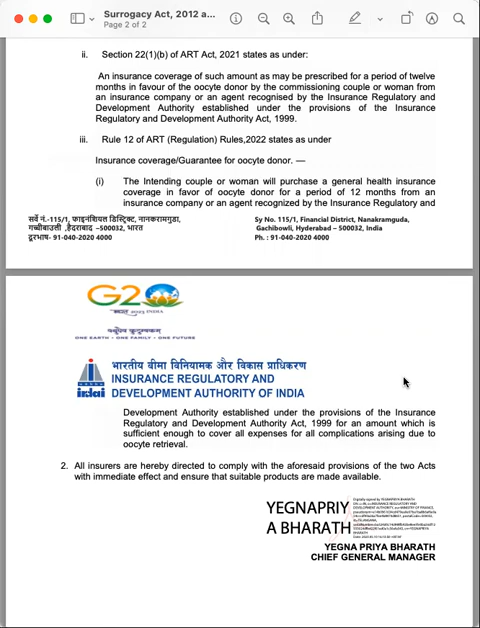 Surrogacy Act, 2012 a...
Page 2 of 2
ii. Section 22(1)(b) of ART Act, 2021 states as under:
An insurance coverage of such amount as may be prescribed for a period of twelve
months in favour of the oocyte donor by the commissioning couple or woman from
an insurance company or an agent recognised by the Insurance Regulatory and
Development Authority established under the provisions of the Insurance
Regulatory and Development Authority Act, 1999.
iii. Rule 12 of ART (Regulation) Rules,2022 states as under
Insurance coverage/Guarantee for oocyte donor. —
(i) The Intending couple or woman will purchase a general health insurance
coverage in favor of oocyte donor for a period of 12 months from an
insurance company or an agent recognized by the Insurance Regulatory and
सर्वे नं.-115/1, फाइनेंशियल डिस्ट्रिक्ट, नानकरामगुडा,
गच्चीबाउली ,हैदराबाद –500032, भारत
दूरभाष- 91-040-2020 4000
Sy No. 115/1, Financial District, Nanakramguda,
Gachibowli, Hyderabad – 500032, India
Ph. : 91-040-2020 4000
G20
भारत 2023 INDIA
वसुधैव कुटुम्बकम्
ONE EARTH • ONE FAMILY • ONE FUTURE
irdai
भारतीय बीमा विनियामक और विकास प्राधिकरण
INSURANCE REGULATORY AND
DEVELOPMENT AUTHORITY OF INDIA
Development Authority established under the provisions of the Insurance
Regulatory and Development Authority Act, 1999 for an amount which is
sufficient enough to cover all expenses for all complications arising due to
oocyte retrieval.
2. All insurers are hereby directed to comply with the aforesaid provisions of the two Acts
with immediate effect and ensure that suitable products are made available.
YEGNAPRIY
A BHARATH
Digitally signed by YEGNAPRIYA BHARATH
YEGNA PRIYA BHARATH
CHIEF GENERAL MANAGER